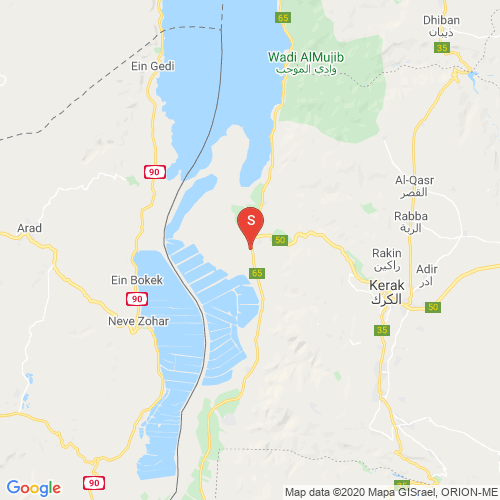 65
Dhiban
ذيبان
35
Wadi AlMujib
وادي الموجب
Ein Gedi
90
Al-Qasr
القصر
Rabba
الربة
S
Arad
50
Rakin
راكين
Adir
ادر
65
Ein Bokek
90
Kerak
الكرك
50
Neve Zohar
35
90
Google
Map data ©2020 Mapa GISrael, ORION-ME